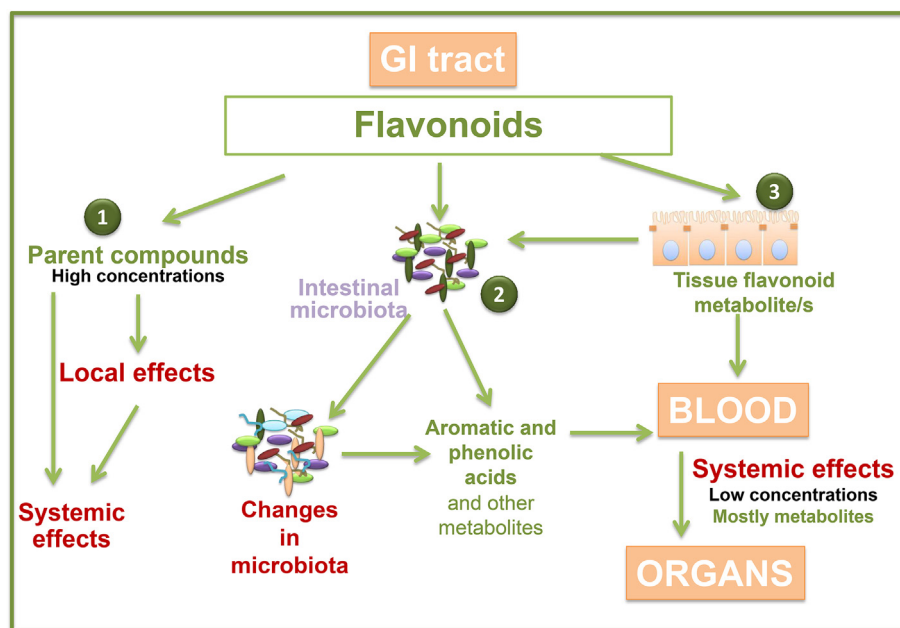 GI tract
Flavonoids
1
Parent compounds
High concentrations
Local effects
Systemic
effects
Intestinal
microbiota
2
Changes
in
microbiota
Aromatic and
phenolic
acids
and other
metabolites
3
Tissue flavonoid
metabolite/s
BLOOD
Systemic effects
Low concentrations
Mostly metabolites
ORGANS